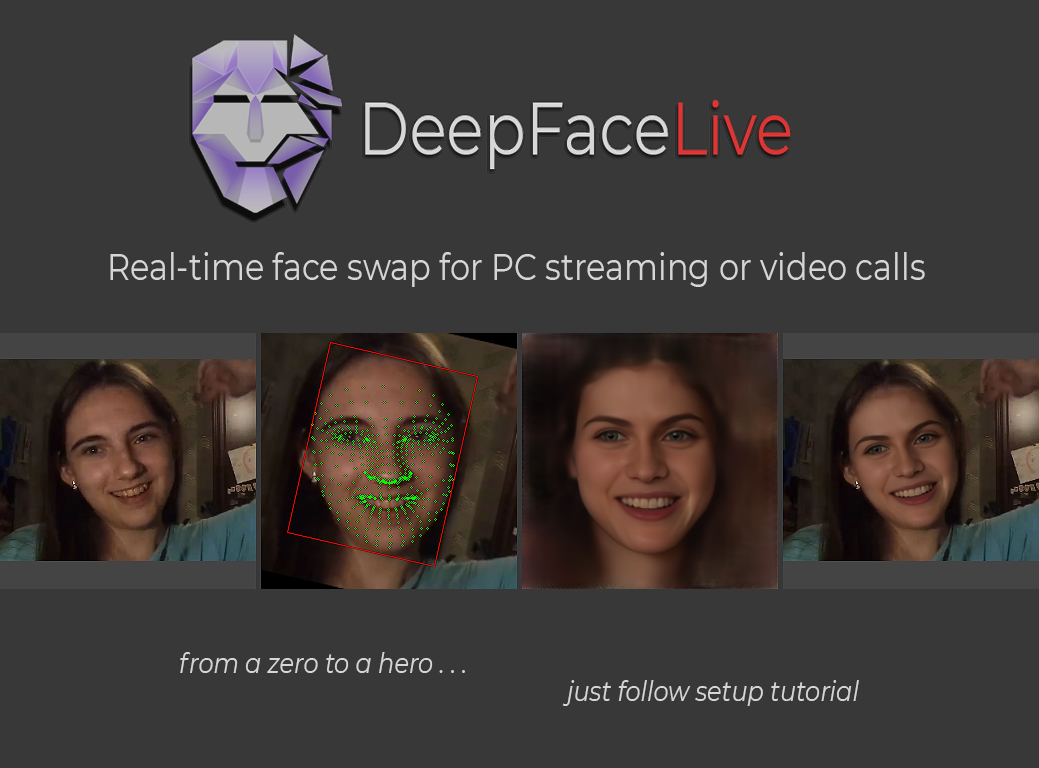 DeepFaceLive
Real-time face swap for PC streaming or video calls
from a zero to a hero . . .
just follow setup tutorial